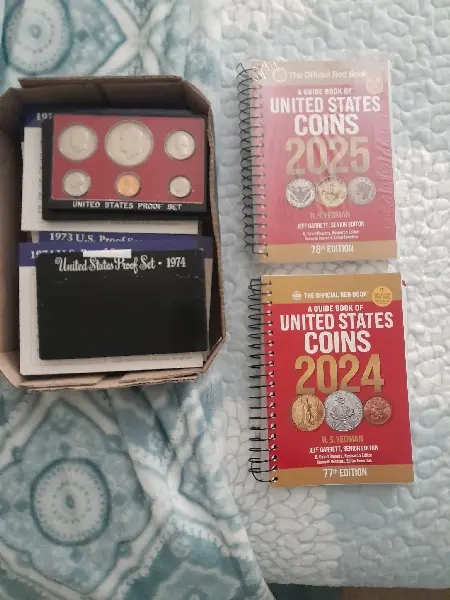 197
UNITED STATES PROOF SET
1973 U.S. Proof Set
1974 U.S.
United States Proof Set - 1974
The Official Red Book
A GUIDE BOOK OF
UNITED STATES
COINS
2025
R.S. YEOMAN
JEFF GARRETT, SENIOR EDITOR
78th EDITION
THE OFFICIAL RED BOOK
A GUIDE BOOK OF
UNITED STATES
COINS
2024
R.S. YEOMAN
JEFF GARRETT, SENIOR EDITOR
77th EDITION